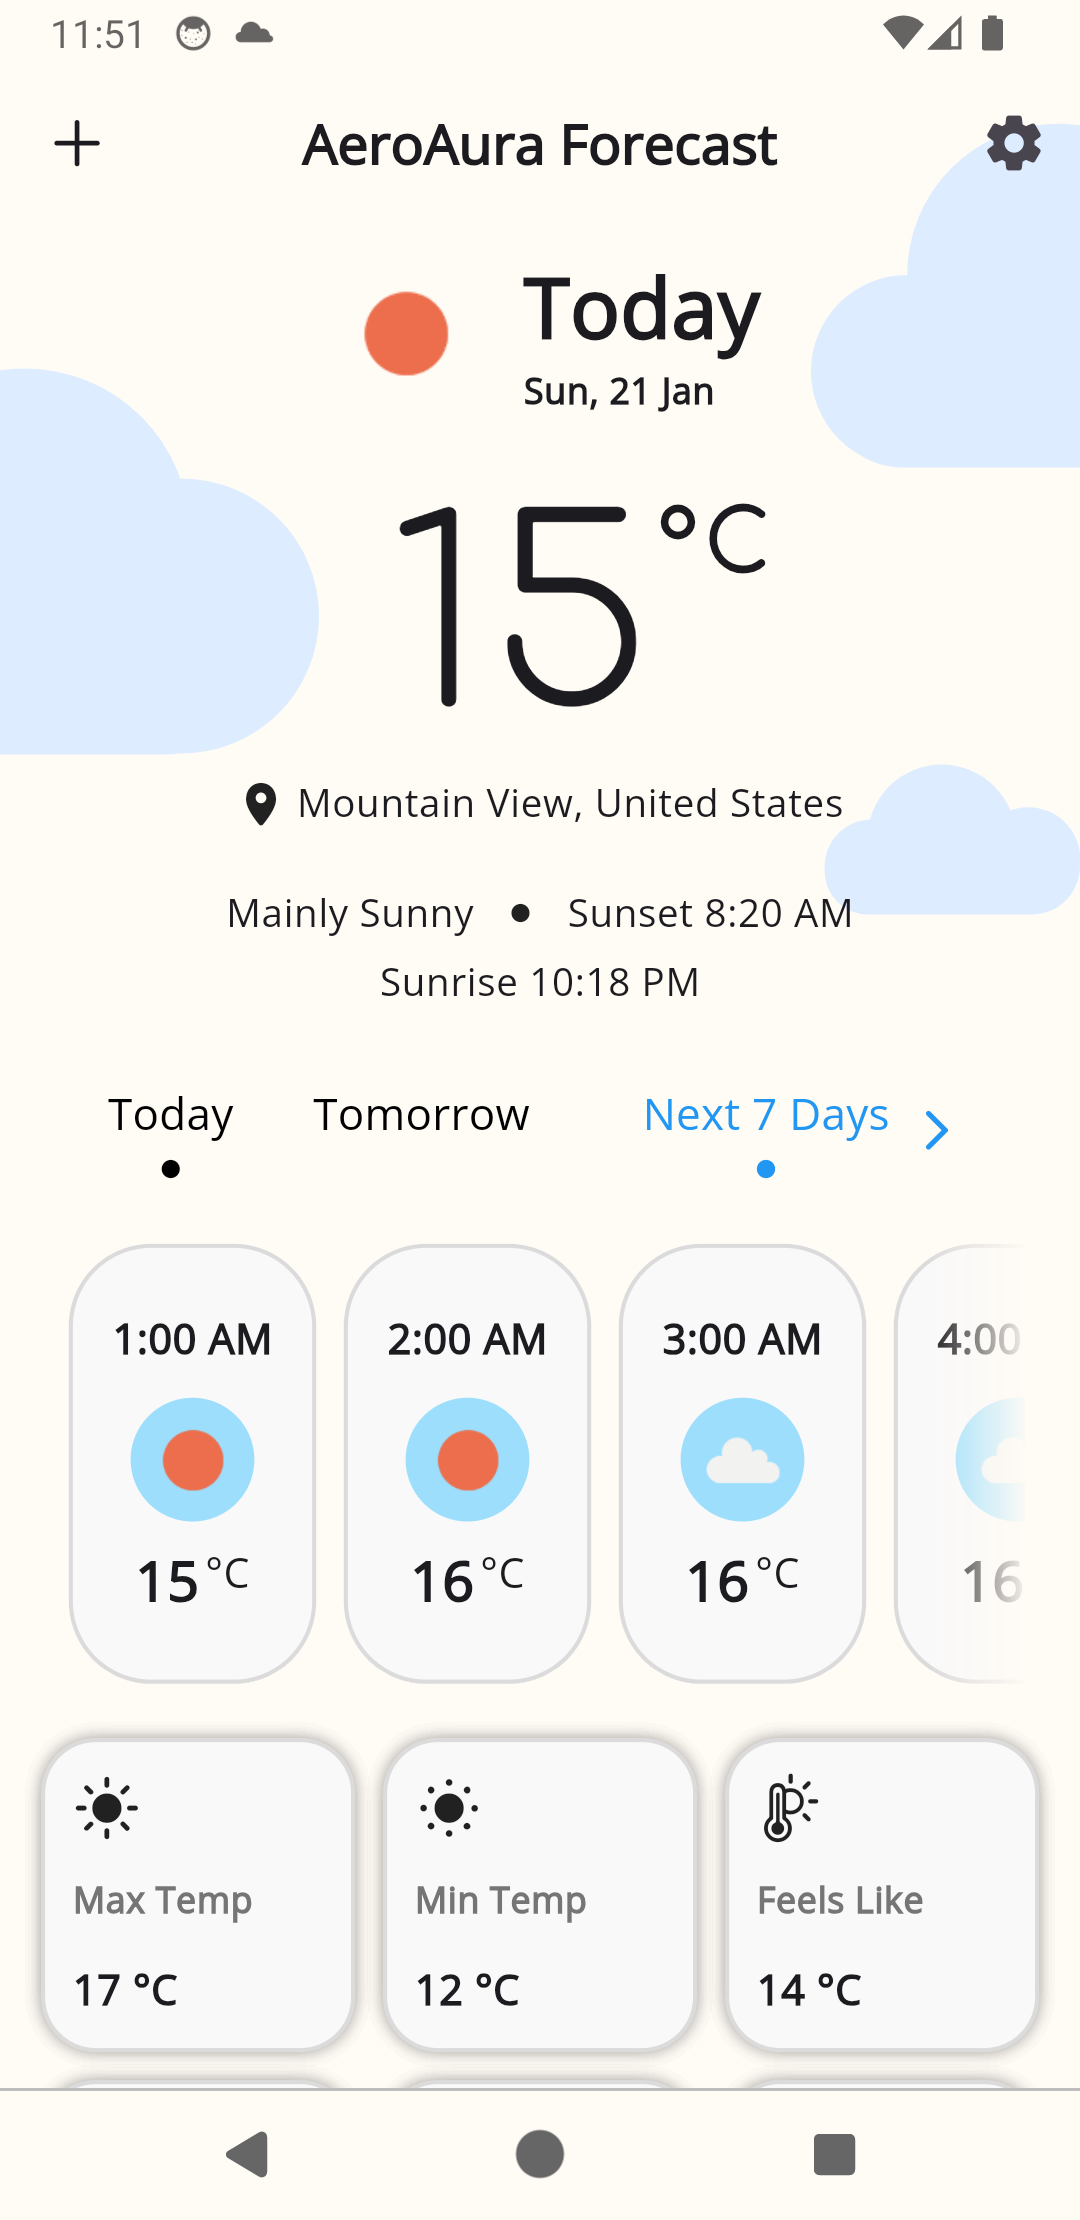 11:51
AeroAura Forecast
Today
Sun, 21 Jan
15 °C
Mountain View, United States
Mainly Sunny ● Sunset 8:20 AM
Sunrise 10:18 PM
Today Tomorrow Next 7 Days
1:00 AM 2:00 AM 3:00 AM 4:00
15 °C 16 °C 16 °C 16
Max Temp Min Temp Feels Like
17 °C 12 °C 14 °C